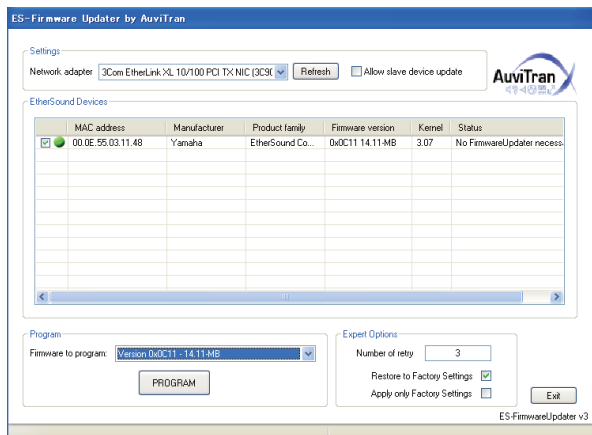 ES-Firmware Updater by AuviTran
Settings
Network adapter 3Com EtherLink XL 10/100 PCI TX NIC (3C9( Refresh Allow slave device update
AuviTran
EtherSound Devices
MAC address Manufacturer Product family Firmware version Kernel Status
00.0E.55.03.11.48 Yamaha EtherSound Co... 0x0C11 14.11-MB 3.07 No FirmwareUpdater necess
Program
Firmware to program: Version 0x0C11 - 14.11-MB
PROGRAM
Expert Options
Number of retry 3
Restore to Factory Settings
Apply only Factory Settings
Exit
ES-FirmwareUpdater v3